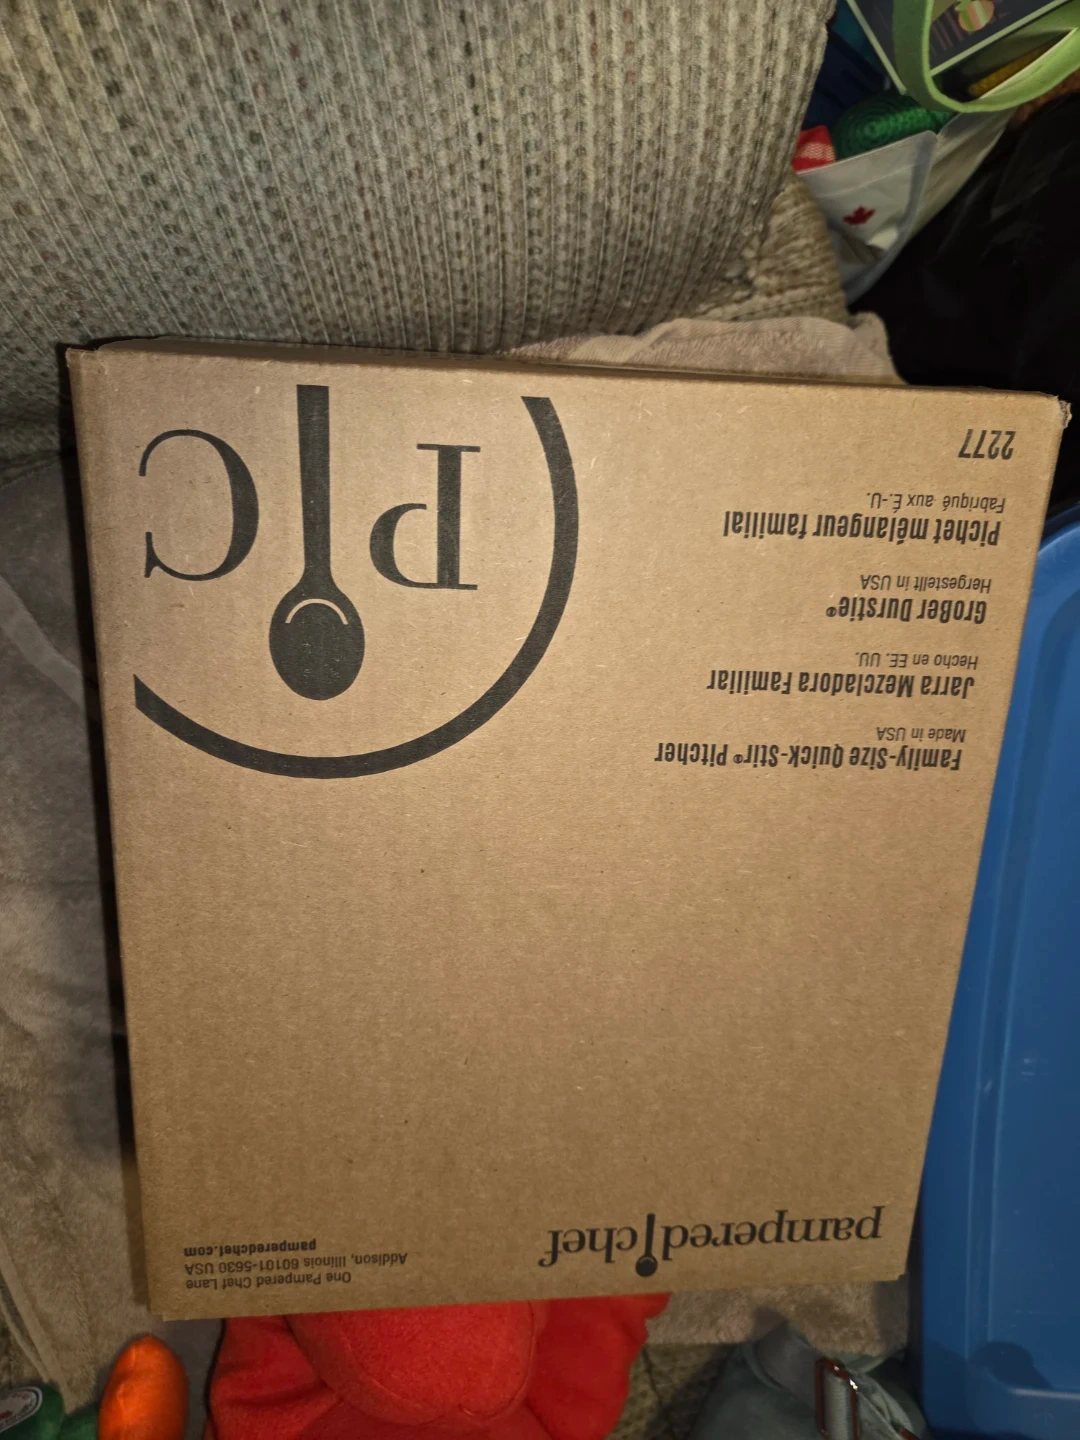 pampered chef
One Pampered Chef Lane
Addison, Illinois 60101-5630 USA
pamperedchef.com
Family-Size Quick-Stir® Pitcher
Made in USA
Jarra Mezcladora Familiar
Hecho en EE. UU.
Großer Durstie®
Hergestellt in USA
Pichet mélangeur familial
Fabriqué aux É.-U.
2277
PC